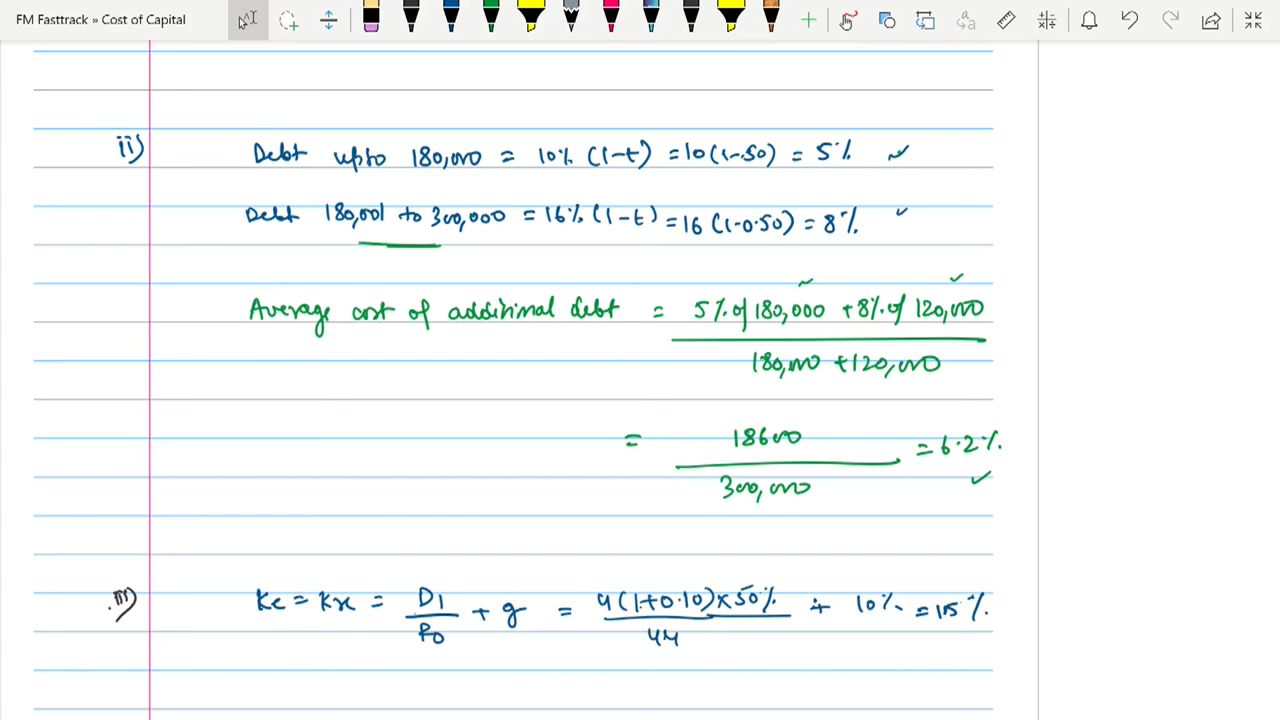 FM Fasttrack » Cost of Capital
ii) Debt upto 180,000 = 10% (1-t) = 10(1-.50) = 5%
Debt 180,001 to 300,000 = 16% (1-t) = 16 (1-0.50) = 8%
Average cost of additional debt = 5% of 180,000 + 8% of 120,000
180,000 + 120,000
= 18600
300,000
= 6.2%
iii) Ke = Kr = D1 + g = 4(1+0.10)x50% + 10% = 15%.
P0
44